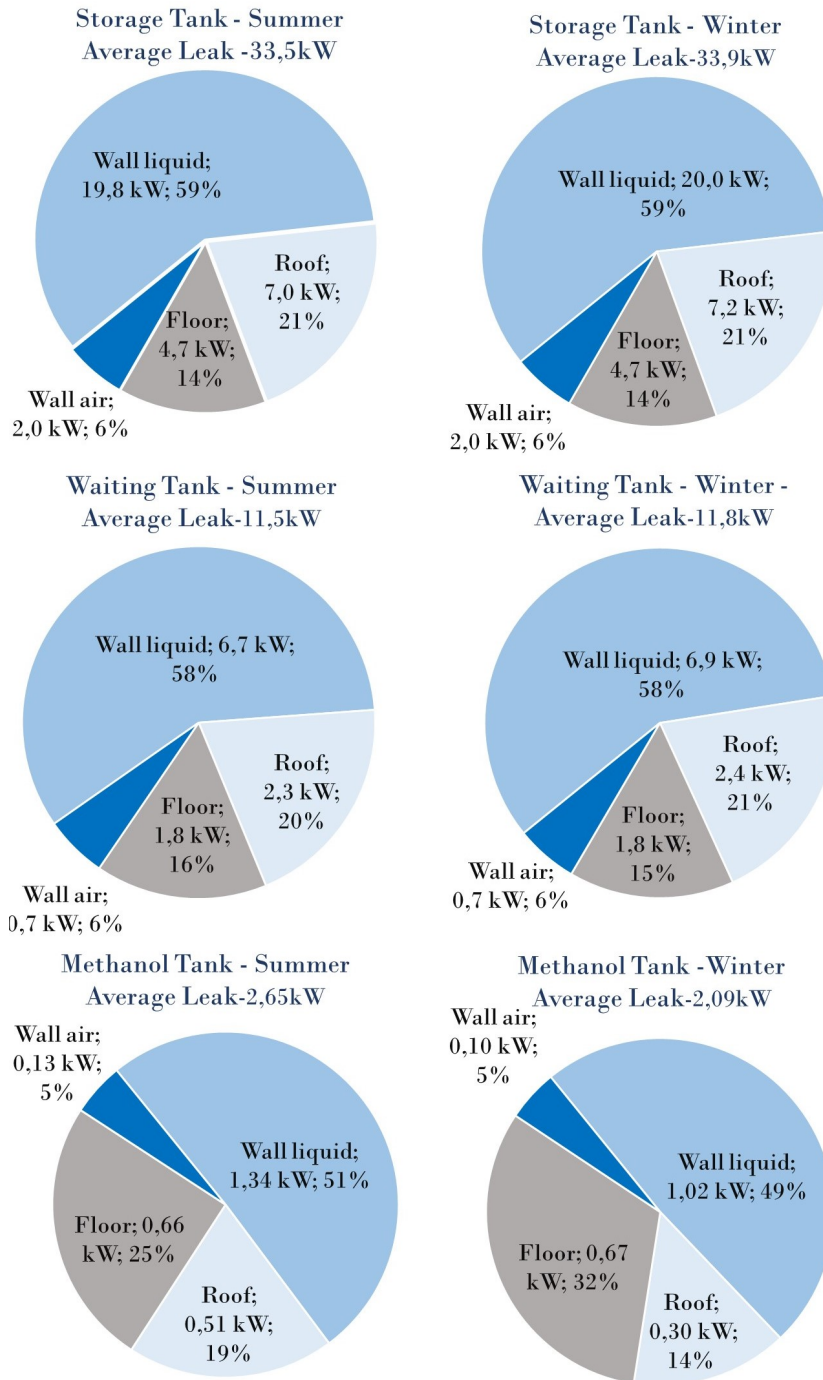 Storage Tank - Summer
Average Leak -33,5kW
Wall liquid;
19,8 kW; 59%
Roof;
7,0 kW;
21%
Floor;
4,7 kW;
14%
Wall air;
2,0 kW; 6%
Storage Tank - Winter
Average Leak-33,9kW
Wall liquid; 20,0 kW;
59%
Roof;
7,2 kW;
21%
Floor;
4,7 kW;
14%
Wall air;
2,0 kW; 6%
Waiting Tank - Summer
Average Leak-11,5kW
Wall liquid; 6,7 kW;
58%
Roof;
2,3 kW;
20%
Floor;
1,8 kW;
16%
Wall air;
0,7 kW; 6%
Waiting Tank - Winter -
Average Leak-11,8kW
Wall liquid; 6,9 kW;
58%
Roof;
2,4 kW;
21%
Floor;
1,8 kW;
15%
Wall air;
0,7 kW; 6%
Methanol Tank - Summer
Average Leak-2,65kW
Wall air;
0,13 kW;
5%
Wall liquid;
1,34 kW; 51%
Floor; 0,66
kW; 25%
Roof;
0,51 kW;
19%
Methanol Tank -Winter
Average Leak-2,09kW
Wall air;
0,10 kW;
5%
Wall liquid;
1,02 kW; 49%
Floor; 0,67
kW; 32%
Roof;
0,30 kW;
14%